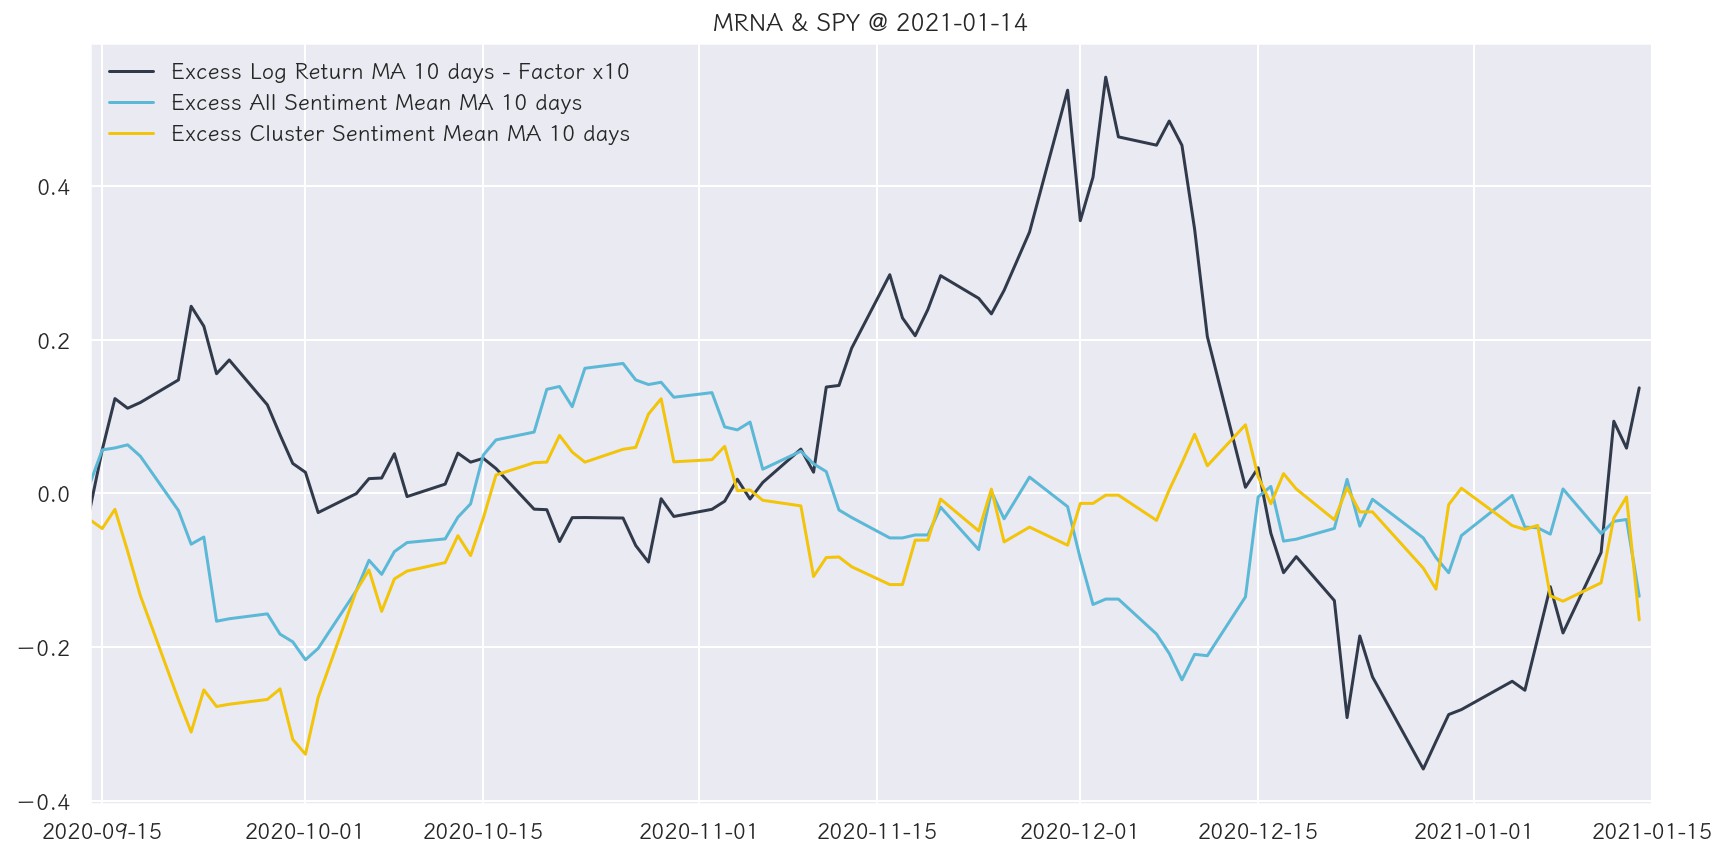 MRNA & SPY @ 2021-01-14
Excess Log Return MA 10 days - Factor x10
Excess All Sentiment Mean MA 10 days
Excess Cluster Sentiment Mean MA 10 days
0.4
0.2
0.0
−0.2
−0.4
2020-09-15 2020-10-01 2020-10-15 2020-11-01 2020-11-15 2020-12-01 2020-12-15 2021-01-01 2021-01-15